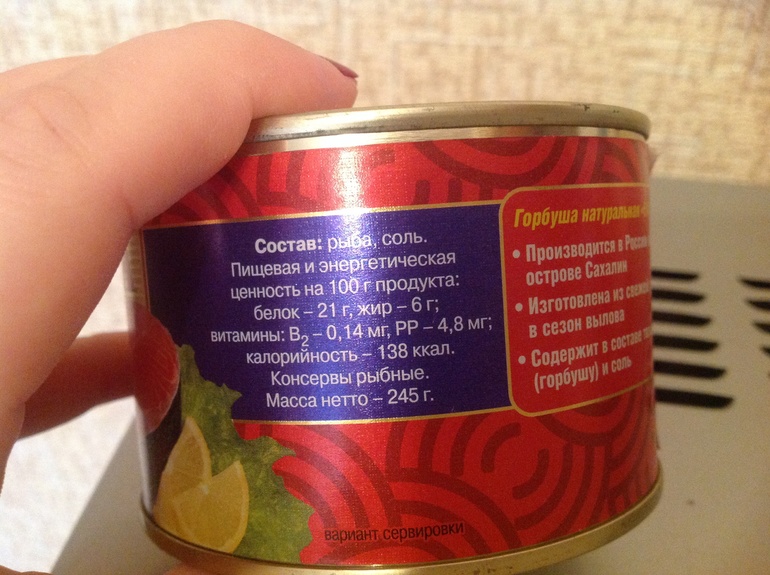 Состав: рыба, соль.
Пищевая и энергетическая
ценность на 100 г продукта:
белок – 21 г, жир – 6 г;
витамины: B2 – 0,14 мг, РР – 4,8 мг;
калорийность – 138 ккал.
Консервы рыбные.
Масса нетто – 245 г.
Горбуша натуральная
• Производится в России
острове Сахалин
• Изготовлена из
в сезон вылова
• Содержит в составе
(горбушу) и соль
вариант сервировки